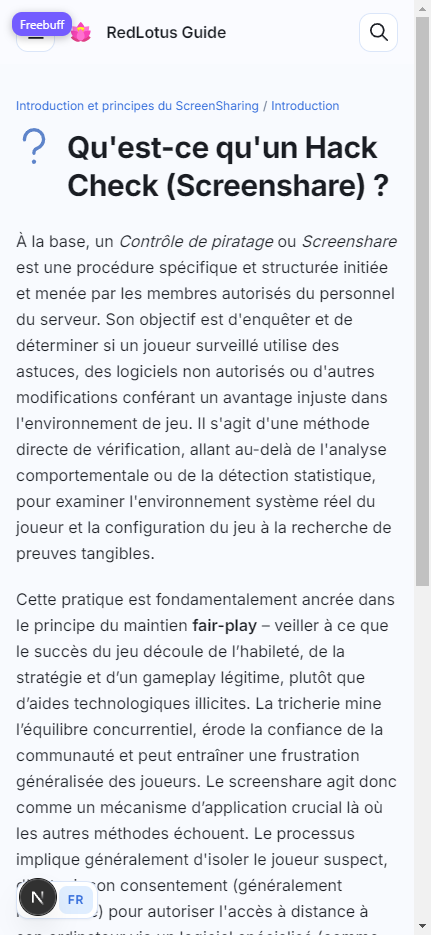 Freebuff
RedLotus Guide
Introduction et principes du ScreenSharing / Introduction
Qu'est-ce qu'un Hack
Check (Screenshare) ?
À la base, un Contrôle de piratage ou Screenshare
est une procédure spécifique et structurée initiée
et menée par les membres autorisés du personnel
du serveur. Son objectif est d'enquêter et de
déterminer si un joueur surveillé utilise des
astuces, des logiciels non autorisés ou d'autres
modifications conférant un avantage injuste dans
l'environnement de jeu. Il s'agit d'une méthode
directe de vérification, allant au-delà de l'analyse
comportementale ou de la détection statistique,
pour examiner l'environnement système réel du
joueur et la configuration du jeu à la recherche de
preuves tangibles.
Cette pratique est fondamentalement ancrée dans
le principe du maintien fair-play – veiller à ce que
le succès du jeu découle de l’habileté, de la
stratégie et d’un gameplay légitime, plutôt que
d’aides technologiques illicites. La tricherie mine
l’équilibre concurrentiel, érode la confiance de la
communauté et peut entraîner une frustration
généralisée des joueurs. Le screenshare agit donc
comme un mécanisme d’application crucial là où
les autres méthodes échouent. Le processus
implique généralement d'isoler le joueur suspect,
son consentement (généralement
N FR
) pour autoriser l'accès à distance à